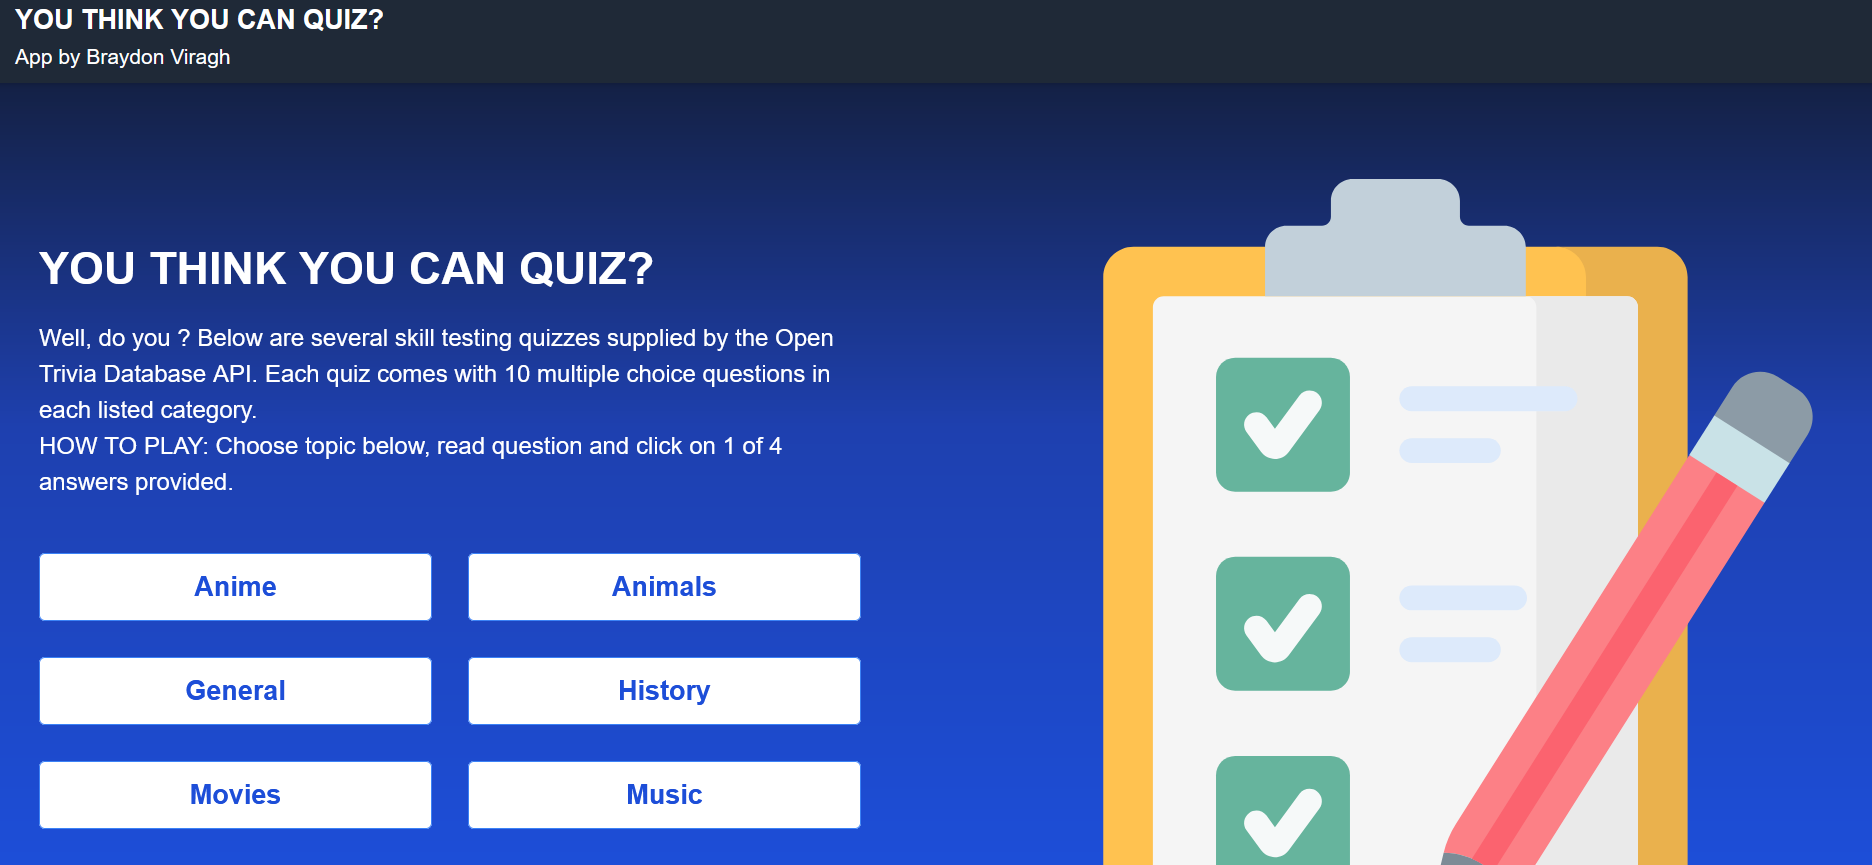 YOU THINK YOU CAN QUIZ?
App by Braydon Viragh
YOU THINK YOU CAN QUIZ?
Well, do you ? Below are several skill testing quizzes supplied by the Open
Trivia Database API. Each quiz comes with 10 multiple choice questions in
each listed category.
HOW TO PLAY: Choose topic below, read question and click on 1 of 4
answers provided.
Anime
Animals
General
History
Movies
Music